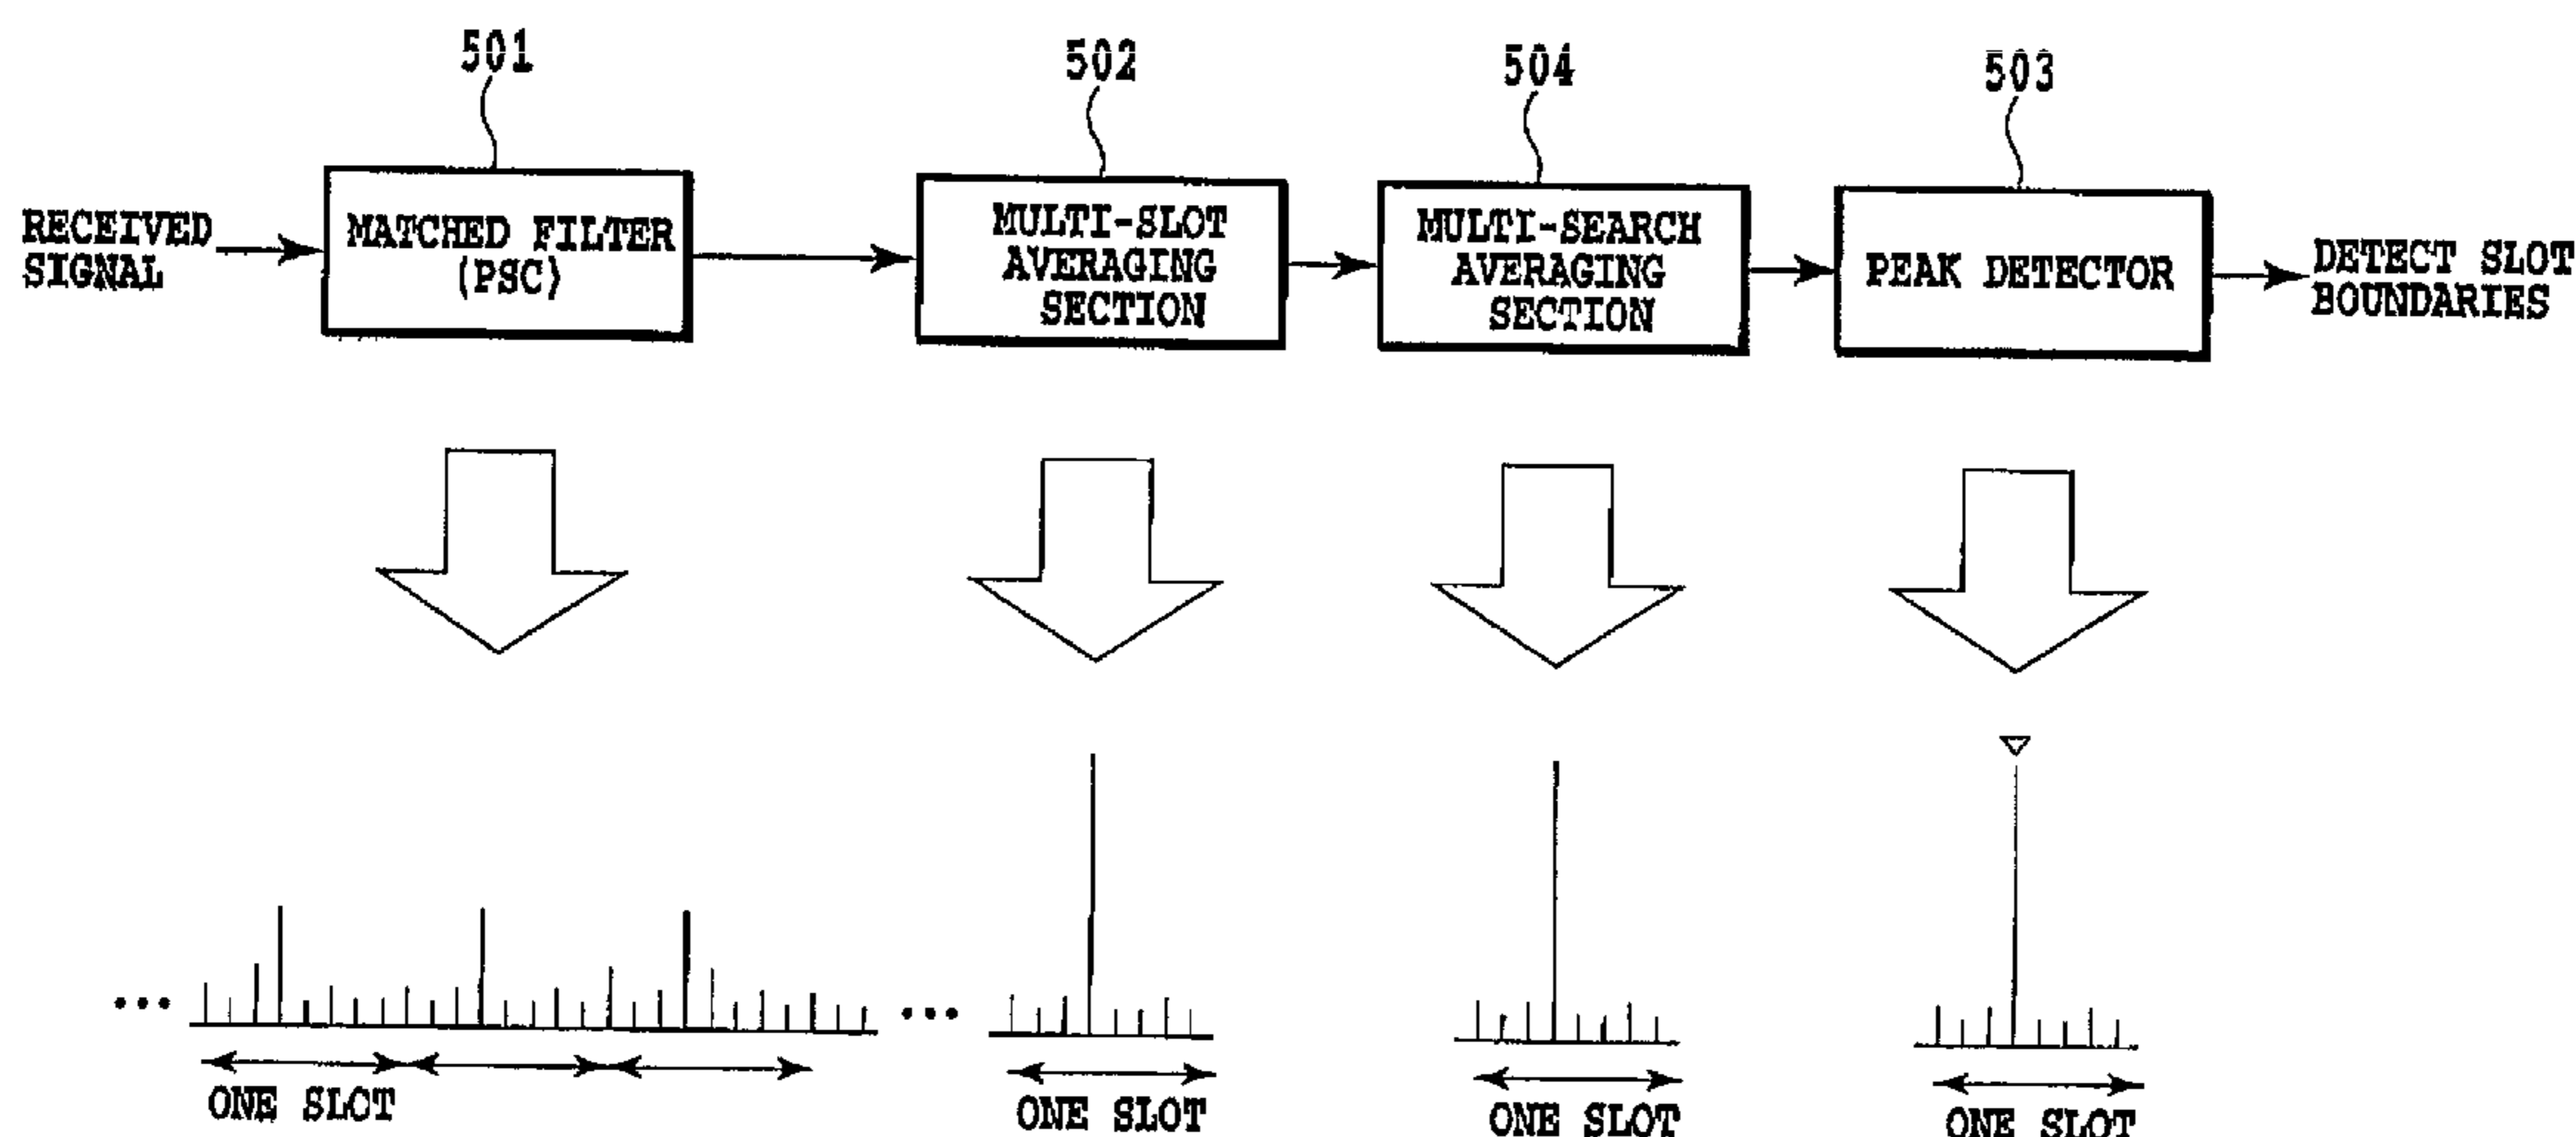 501
502
504
503
RECEIVED
SIGNAL
MATCHED FILTER
(PSC)
MULTI-SLOT
AVERAGING
SECTION
MULTI-SEARCH
AVERAGING
SECTION
PEAK DETECTOR
DETECT SLOT
BOUNDARIES
ONE SLOT
ONE SLOT
ONE SLOT
ONE SLOT